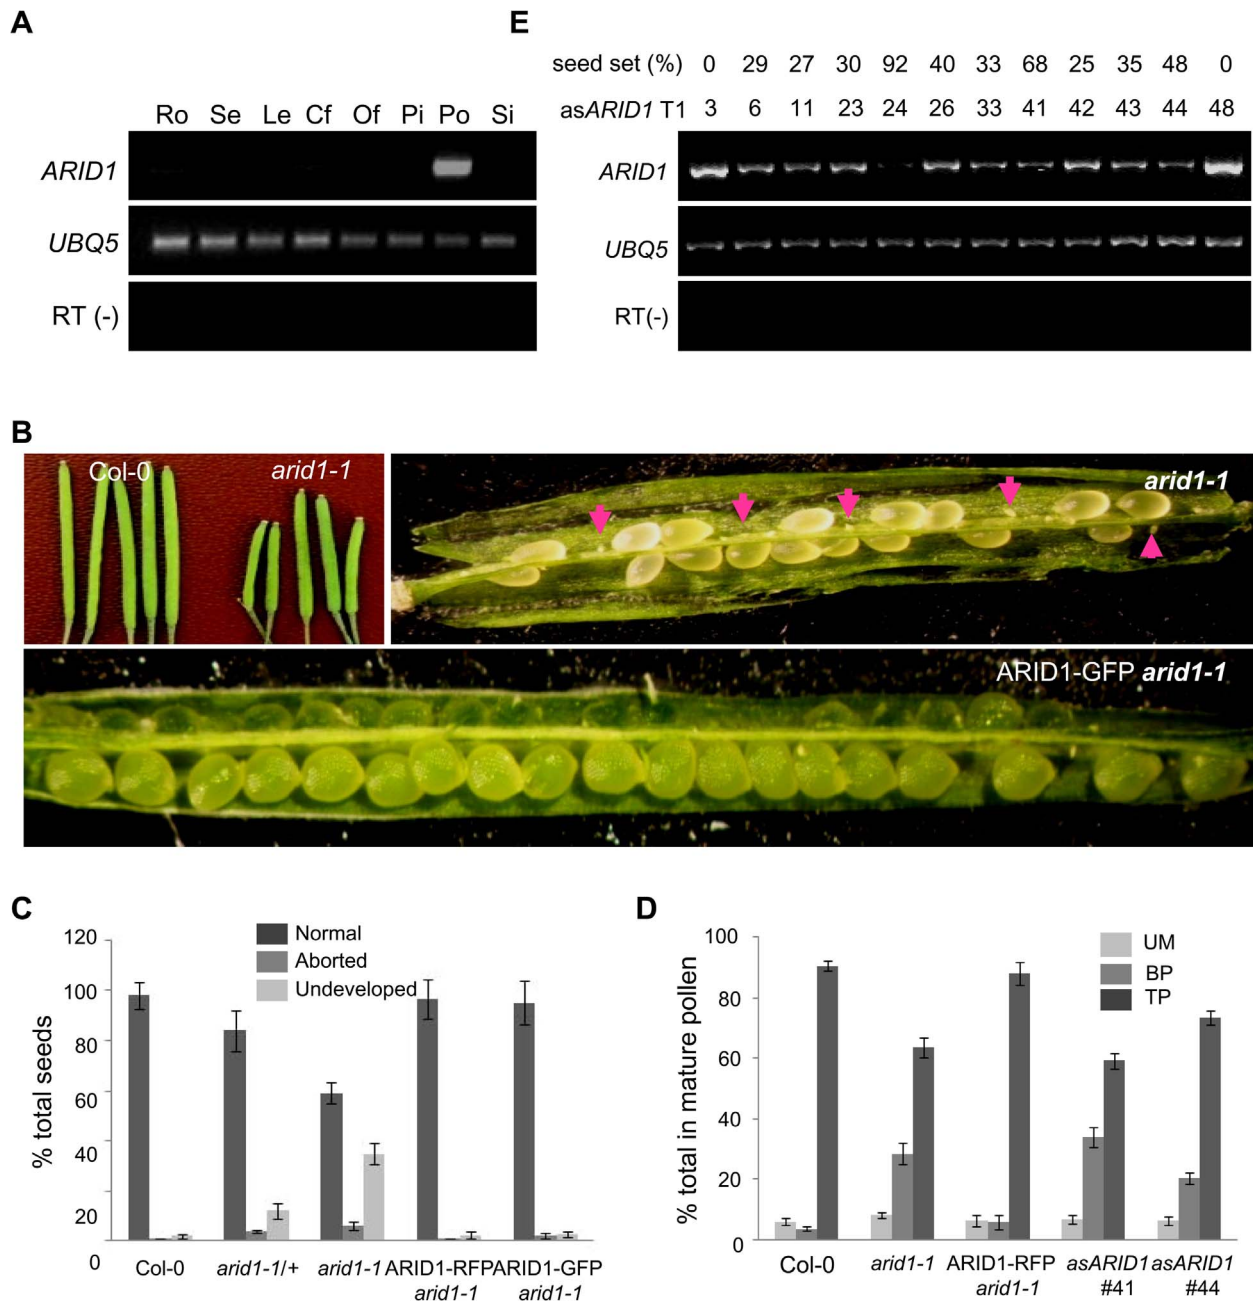 A
Ro Se Le Cf Of Pi Po Si
ARID1
UBQ5
RT (-)
E
seed set (%) 0 29 27 30 92 40 33 68 25 35 48 0
asARID1 T1 3 6 11 23 24 26 33 41 42 43 44 48
ARID1
UBQ5
RT(-)
B
Col-0
arid1-1
arid1-1
ARID1-GFP arid1-1
C
Normal
Aborted
Undeveloped
% total seeds
120
100
80
60
40
20
0
Col-0 arid1-1/+ arid1-1 ARID1-RFP ARID1-GFP
arid1-1 arid1-1
D
UM
BP
TP
% total in mature pollen
100
80
60
40
20
0
Col-0 arid1-1 ARID1-RFP asARID1 asARID1
arid1-1 #41 #44